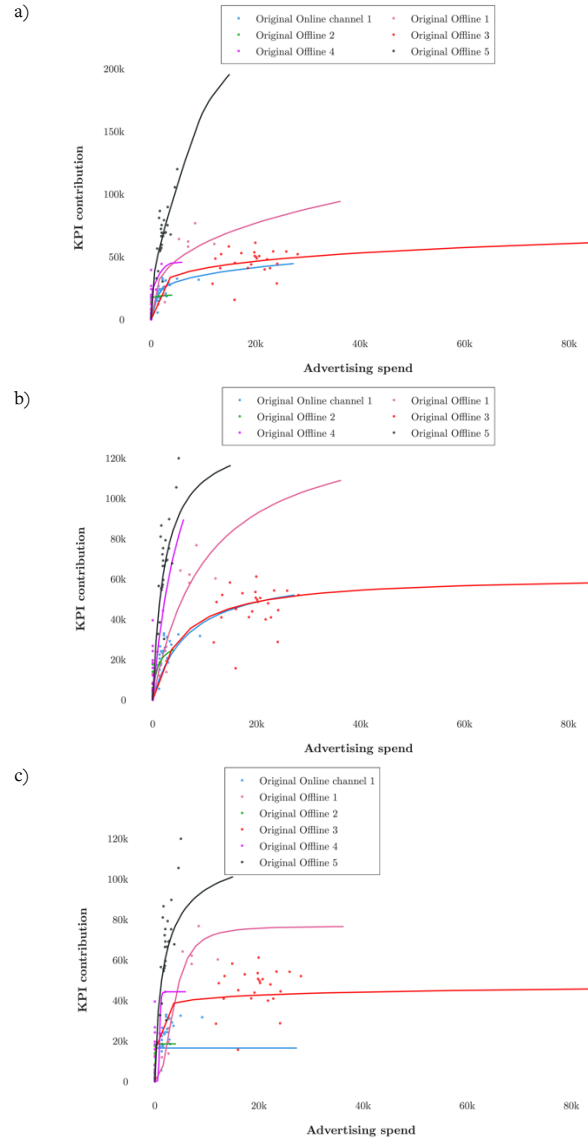 a)
Original Online channel 1 Original Offline 1
Original Offline 2 Original Offline 3
Original Offline 4 Original Offline 5
200k
150k
100k
50k
0
KPI contribution
0 20k 40k 60k 80k
Advertising spend
b)
Original Online channel 1 Original Offline 1
Original Offline 2 Original Offline 3
Original Offline 4 Original Offline 5
120k
100k
80k
60k
40k
20k
0
KPI contribution
0 20k 40k 60k 80k
Advertising spend
c)
Original Online channel 1
Original Offline 1
Original Offline 2
Original Offline 3
Original Offline 4
Original Offline 5
120k
100k
80k
60k
40k
20k
0
KPI contribution
0 20k 40k 60k 80k
Advertising spend